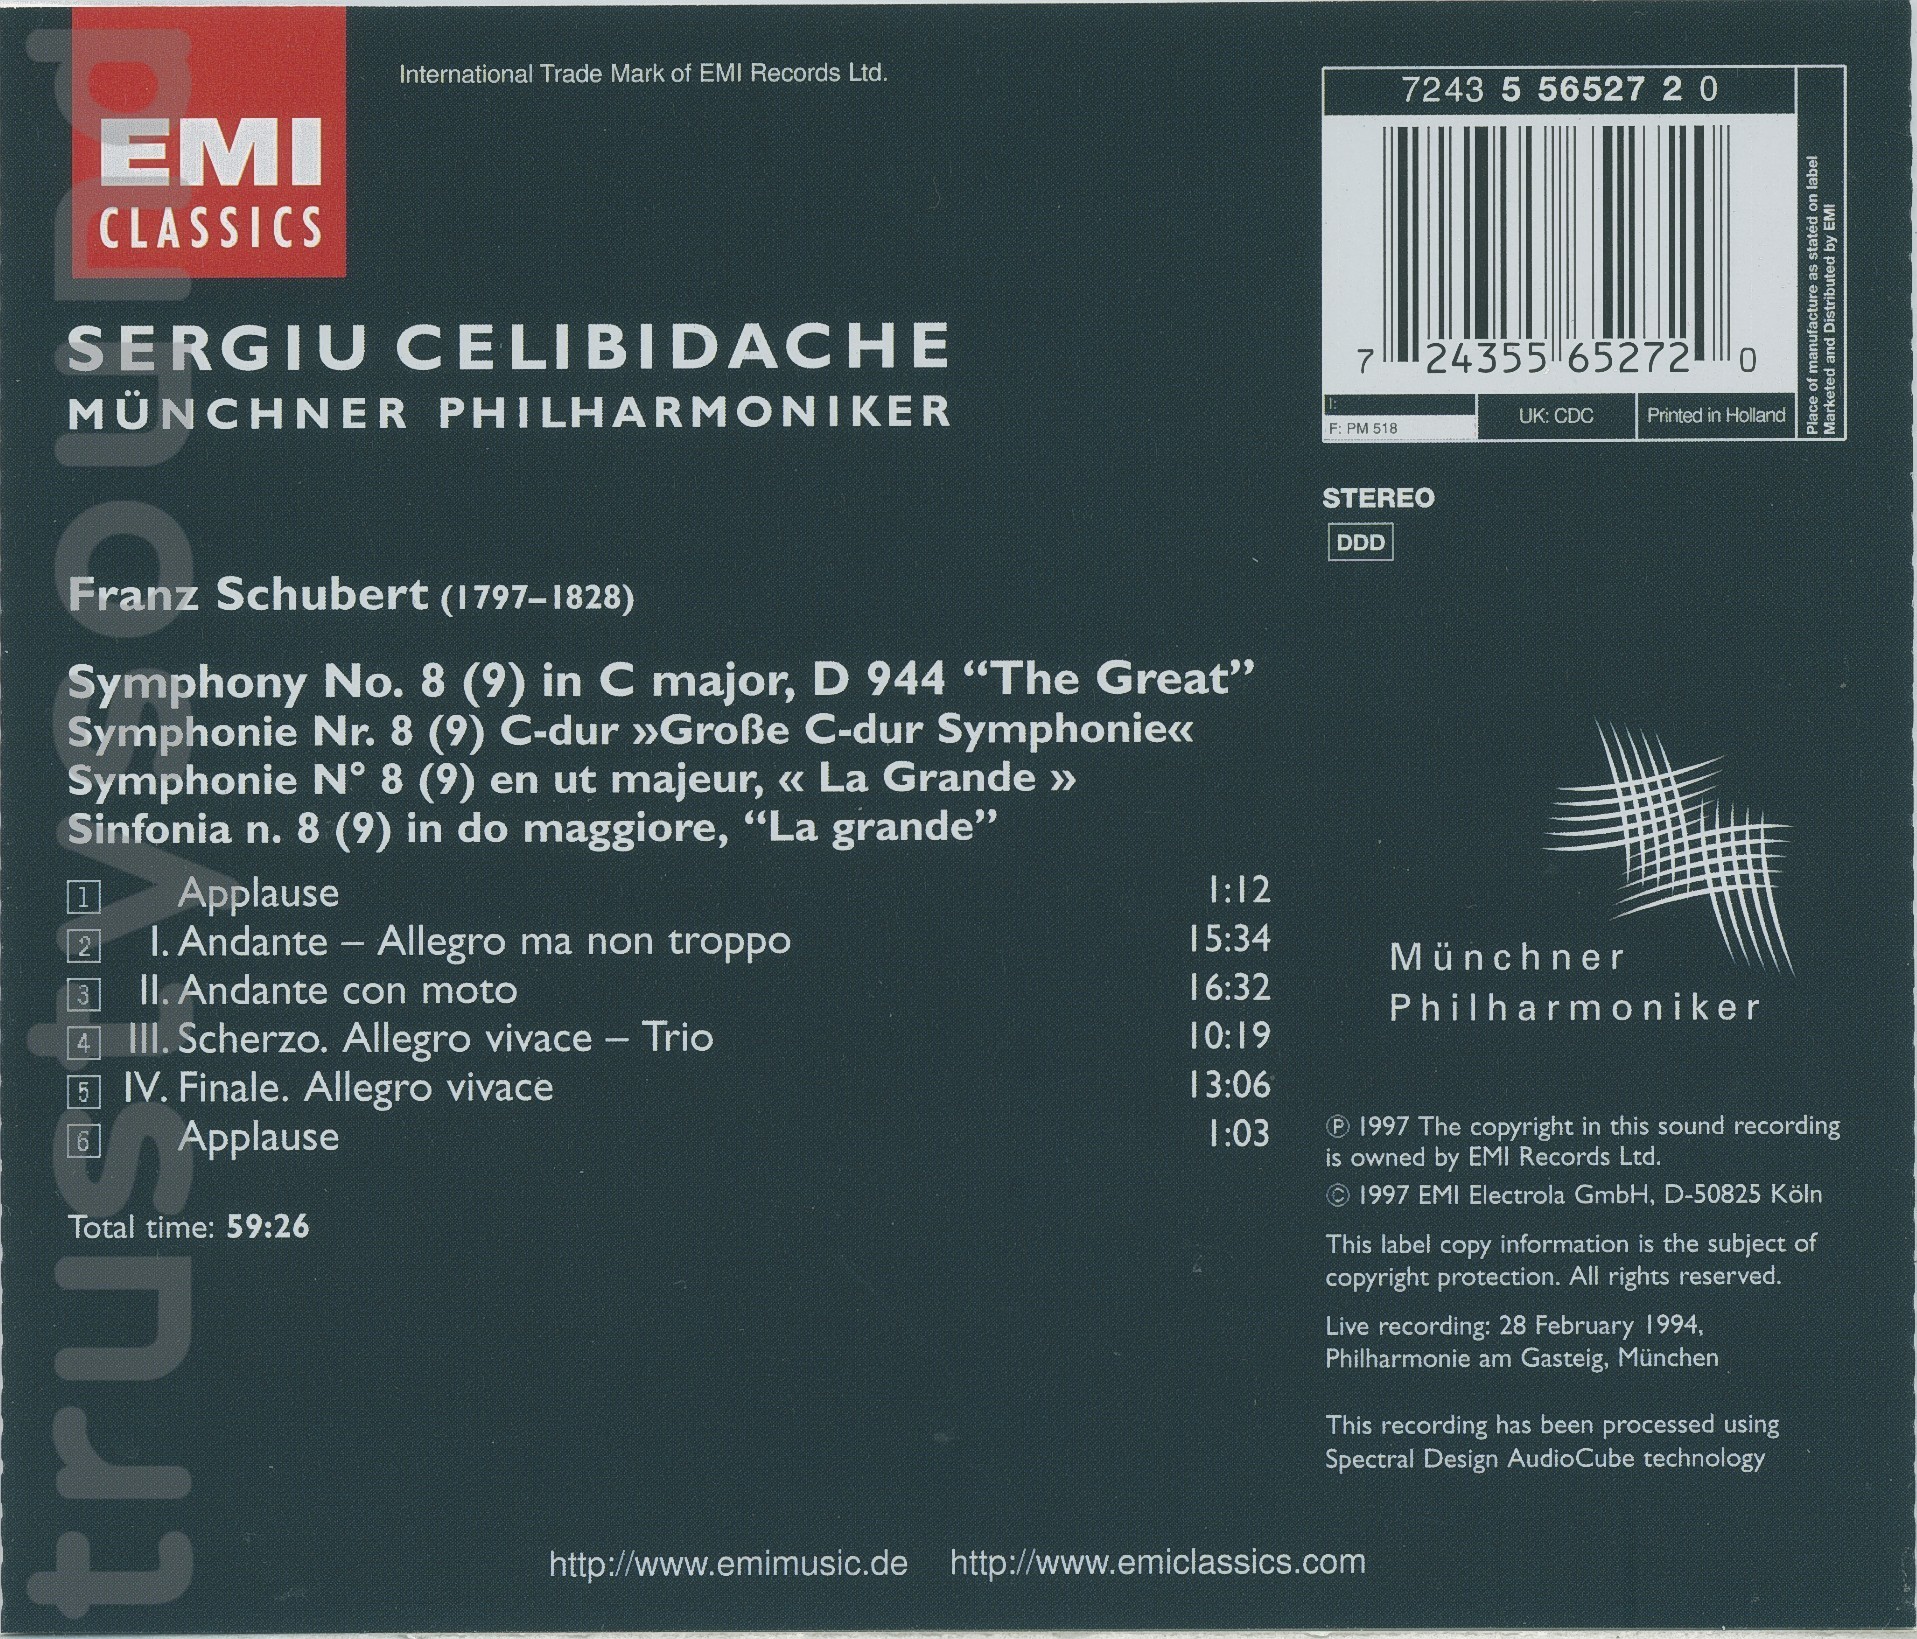 EMI
CLASSICS
International Trade Mark of EMI Records Ltd.
7243 5 56527 2 0
7 24355 65272 0
I:
F: PM 518
UK: CDC
Printed in Holland
Place of manufacture as stated on label
Marketed and Distributed by EMI
SERGIU CELIBIDACHE
MÜNCHNER PHILHARMONIKER
STEREO
DDD
Franz Schubert (1797–1828)
Symphony No. 8 (9) in C major, D 944 “The Great”
Symphonie Nr. 8 (9) C-dur »Große C-dur Symphonie«
Symphonie N° 8 (9) en ut majeur, « La Grande »
Sinfonia n. 8 (9) in do maggiore, “La grande”
1 Applause 1:12
2 I. Andante – Allegro ma non troppo 15:34
3 II. Andante con moto 16:32
4 III. Scherzo. Allegro vivace – Trio 10:19
5 IV. Finale. Allegro vivace 13:06
6 Applause 1:03
Total time: 59:26
Münchner
Philharmoniker
℗ 1997 The copyright in this sound recording
is owned by EMI Records Ltd.
© 1997 EMI Electrola GmbH, D-50825 Köln
This label copy information is the subject of
copyright protection. All rights reserved.
Live recording: 28 February 1994,
Philharmonie am Gasteig, München
This recording has been processed using
Spectral Design AudioCube technology
http://www.emimusic.de http://www.emiclassics.com
trustysound